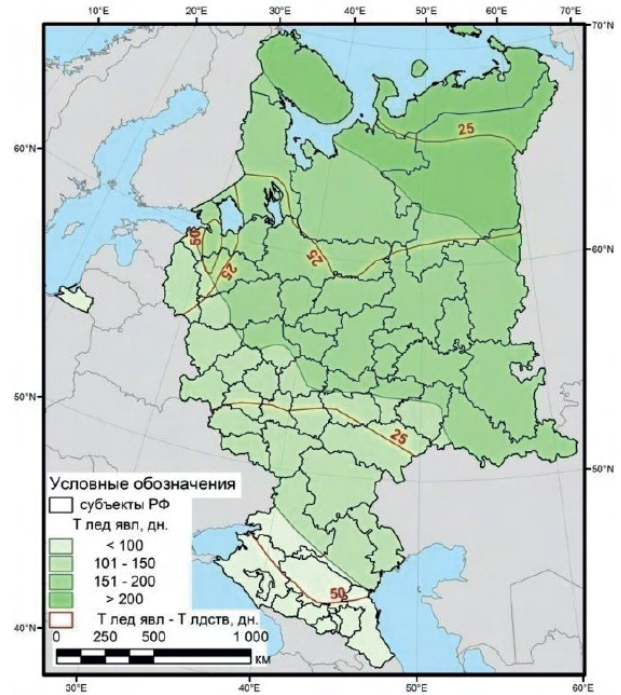 10°E 20°E 30°E 40°E 50°E 60°E 70°E
70°N
25
60°N
50
25
25
60°N
50°N
25
50°N
Условные обозначения
субъекты РФ
Т лед явл, дн.
< 100
101 - 150
151 - 200
> 200
Т лед явл - Т лдств, дн.
0 250 500 1 000
км
50
40°N
30°E 40°E 50°E 60°E